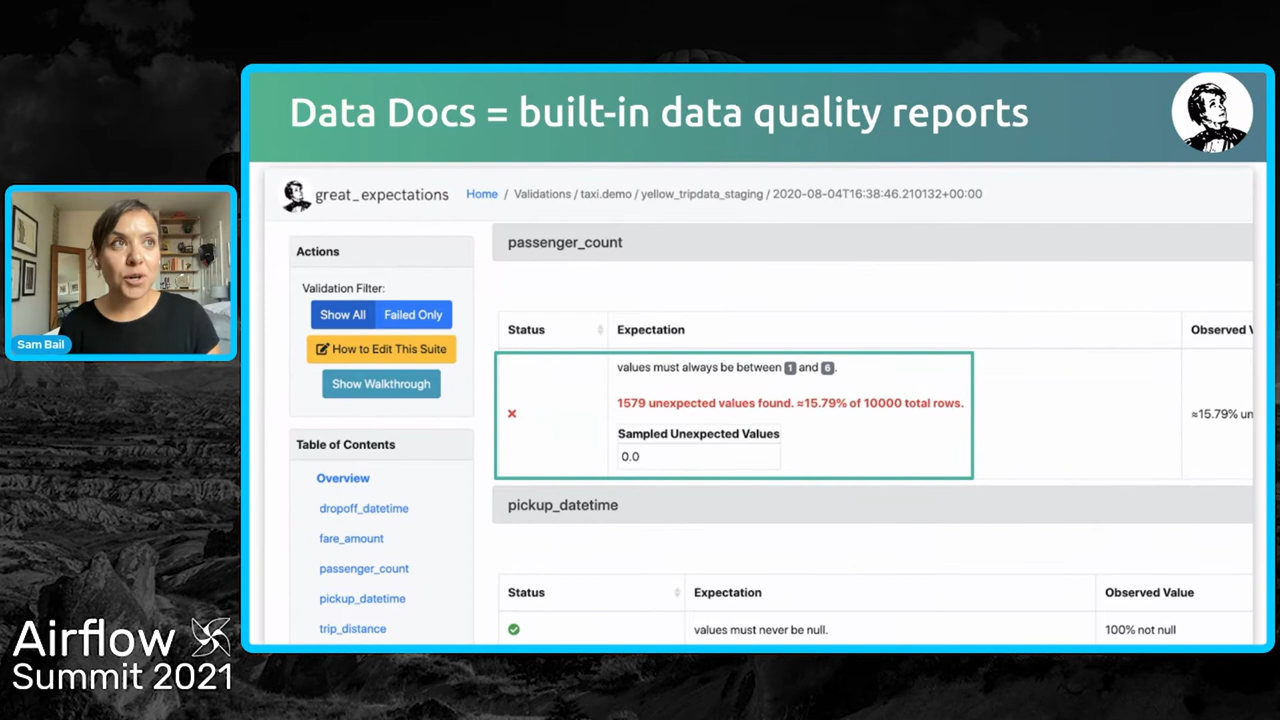 Data Docs = built-in data quality reports
great_expectations
Home / Validations / taxi.demo / yellow_tripdata_staging / 2020-08-04T16:38:46.210132+00:00
Actions
Validation Filter:
Show All
Failed Only
How to Edit This Suite
Show Walkthrough
Table of Contents
Overview
dropoff_datetime
fare_amount
passenger_count
pickup_datetime
trip_distance
passenger_count
Status
Expectation
Observed V
values must always be between 1 and 6.
1579 unexpected values found. ≈15.79% of 10000 total rows.
≈15.79% un
Sampled Unexpected Values
0.0
pickup_datetime
Status
Expectation
Observed Value
values must never be null.
100% not null
Sam Bail
Airflow
Summit 2021